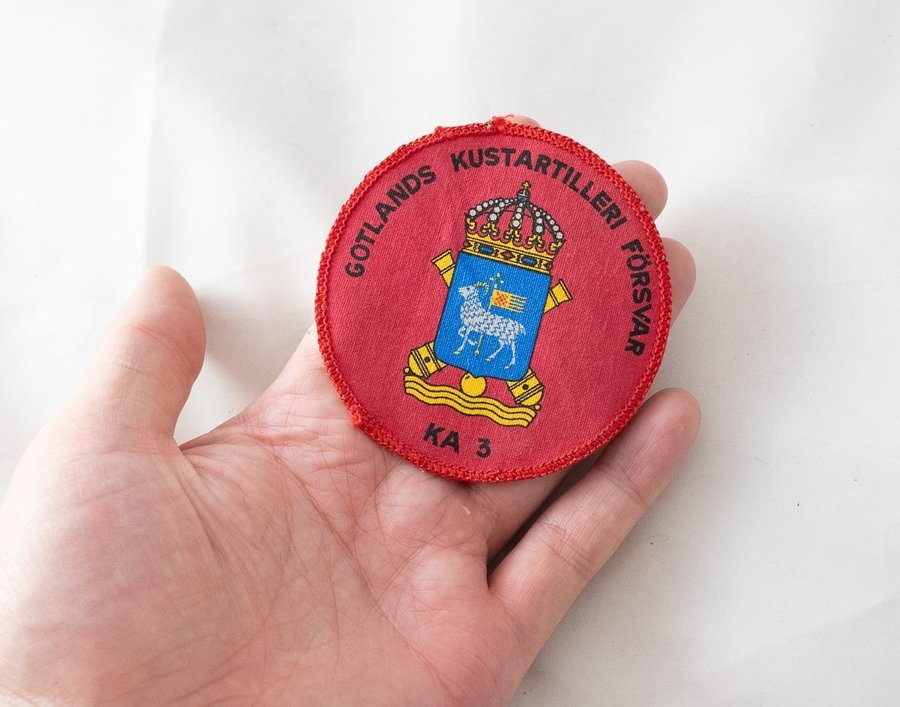 GOTLANDS KUSTARTILLERI FÖRSVAR
KA 3